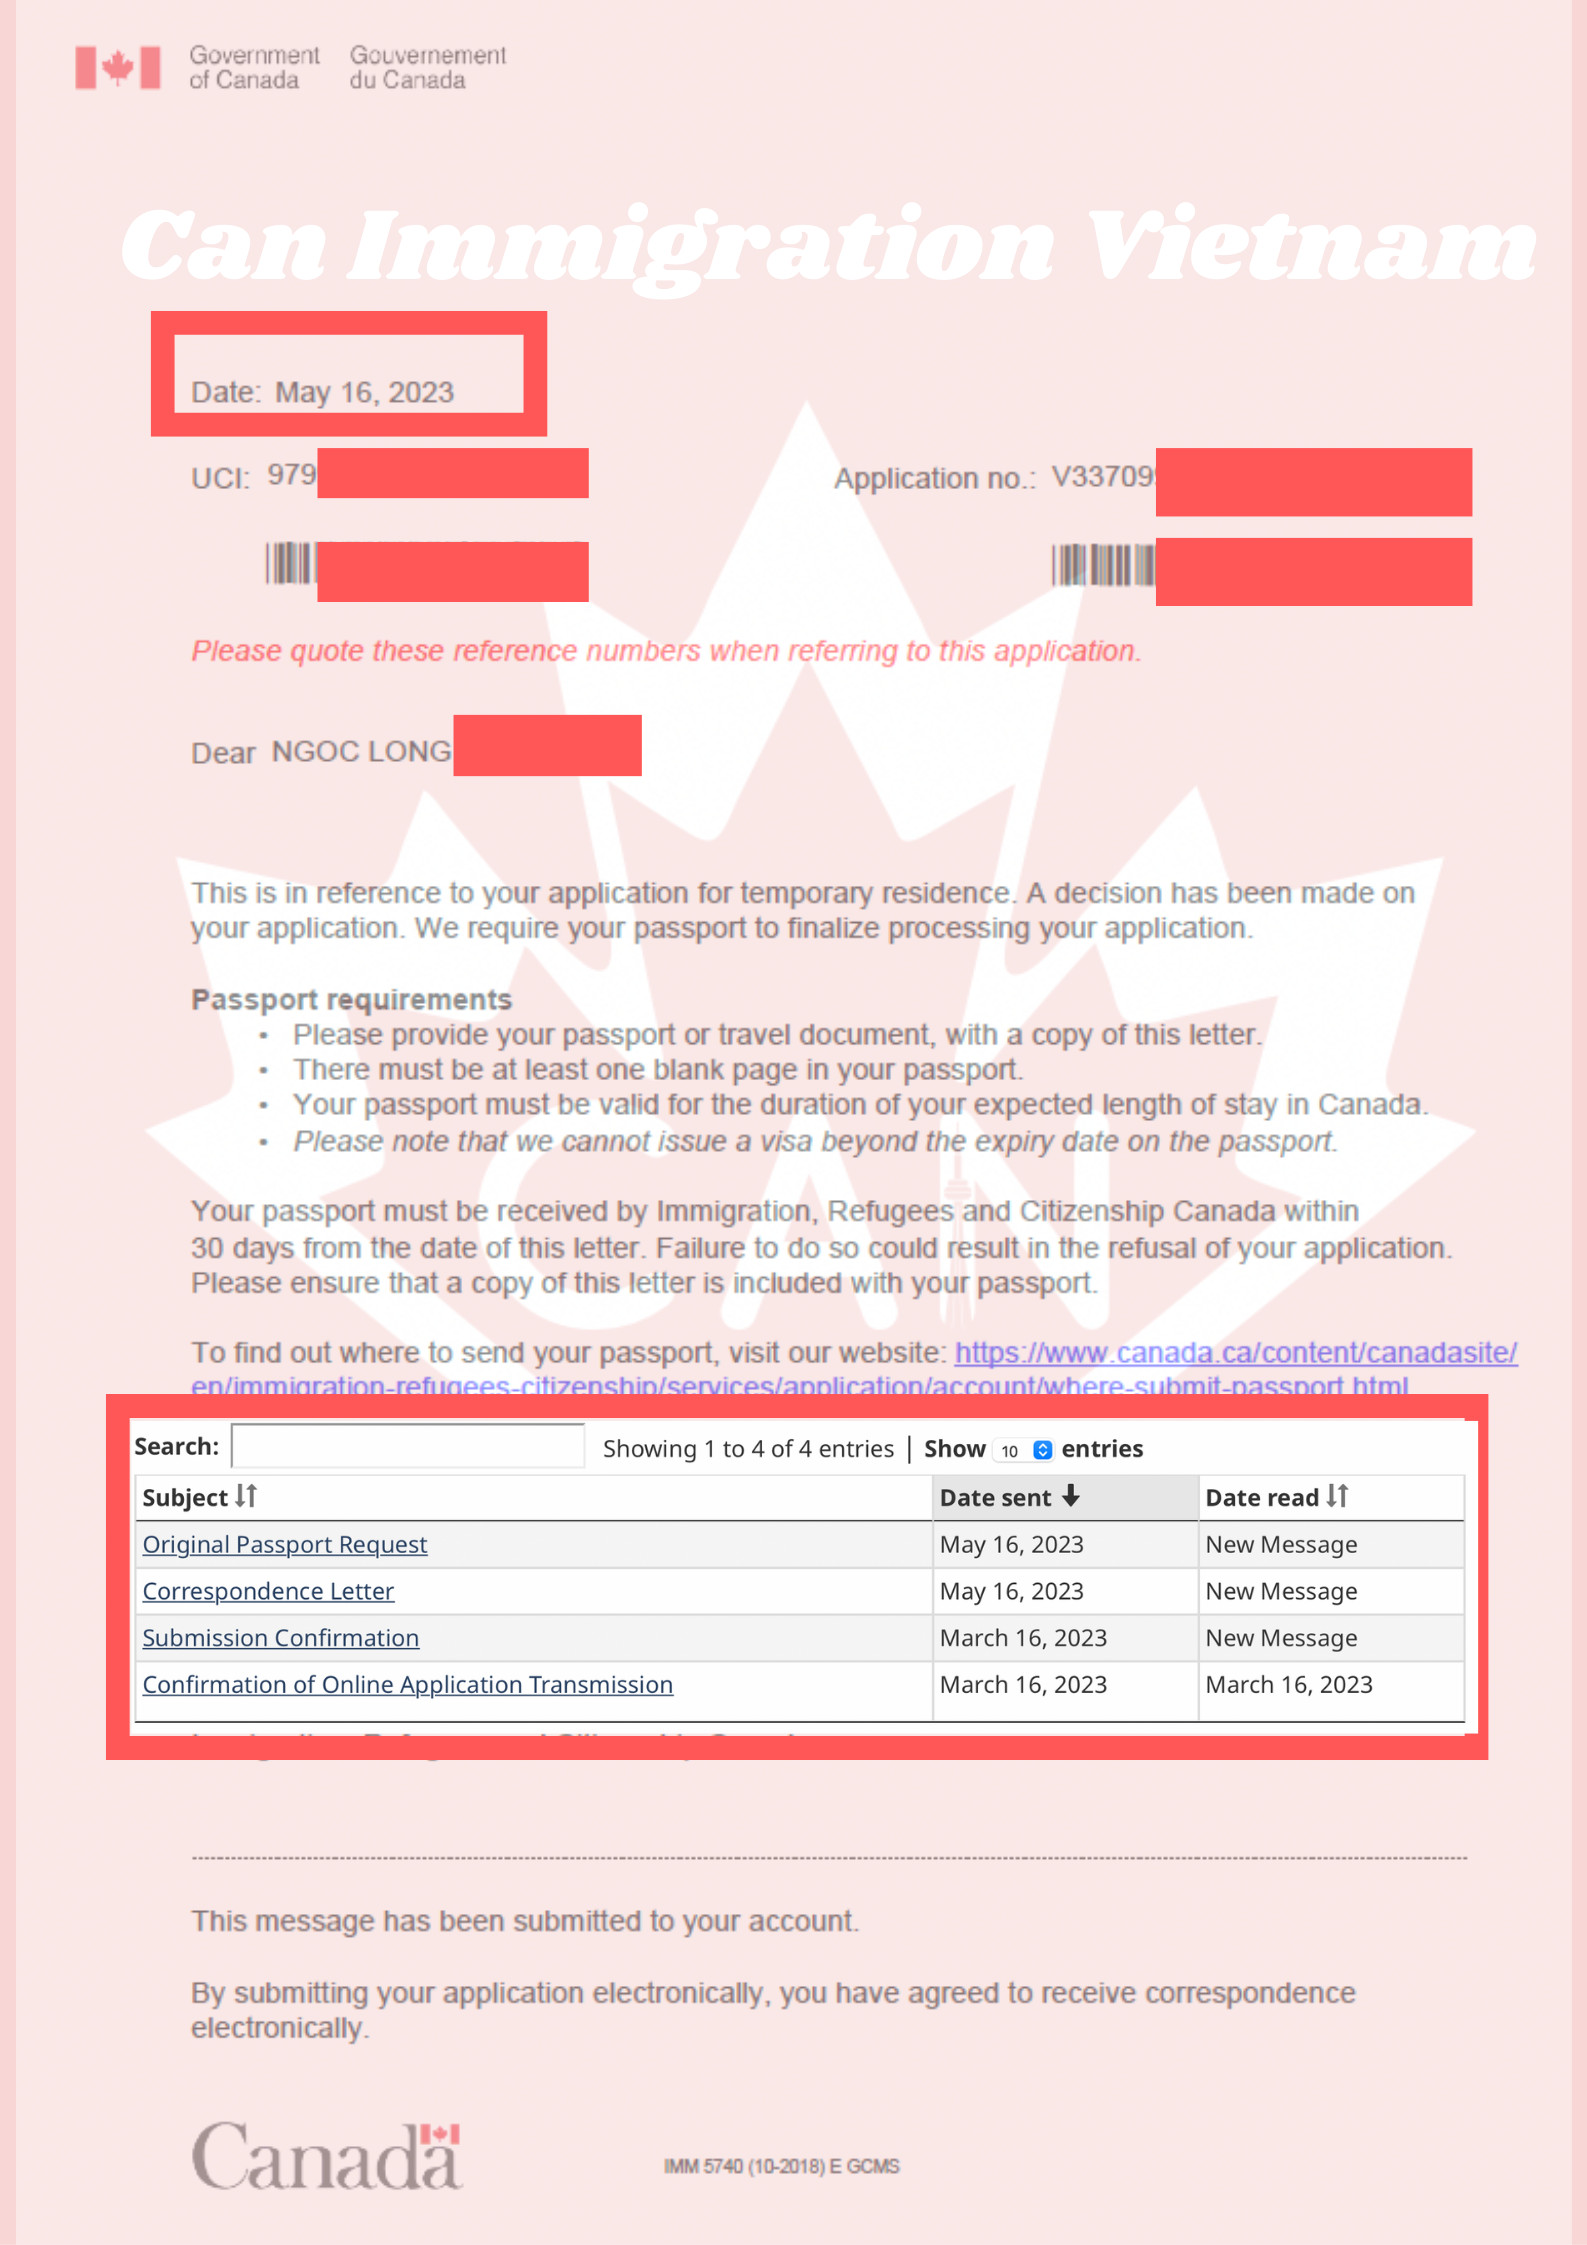 Government of Canada
Gouvernement du Canada
Can Immigration Vietnam
Date: May 16, 2023
UCI: 979
Application no.: V33709
Please quote these reference numbers when referring to this application.
Dear NGOC LONG
This is in reference to your application for temporary residence. A decision has been made on
your application. We require your passport to finalize processing your application.
Passport requirements
• Please provide your passport or travel document, with a copy of this letter.
• There must be at least one blank page in your passport.
• Your passport must be valid for the duration of your expected length of stay in Canada.
• Please note that we cannot issue a visa beyond the expiry date on the passport.
CAN
Your passport must be received by Immigration, Refugees and Citizenship Canada within
30 days from the date of this letter. Failure to do so could result in the refusal of your application.
Please ensure that a copy of this letter is included with your passport.
To find out where to send your passport, visit our website: https://www.canada.ca/content/canadasite/
en/immigration-refugees-citizenship/services/application/account/where-submit-passport.html
Search: Showing 1 to 4 of 4 entries | Show 10 entries
Subject Date sent Date read
Original Passport Request May 16, 2023 New Message
Correspondence Letter May 16, 2023 New Message
Submission Confirmation March 16, 2023 New Message
Confirmation of Online Application Transmission March 16, 2023 March 16, 2023
This message has been submitted to your account.
By submitting your application electronically, you have agreed to receive correspondence
electronically.
Canada
IMM 5740 (10-2018) E GCMS